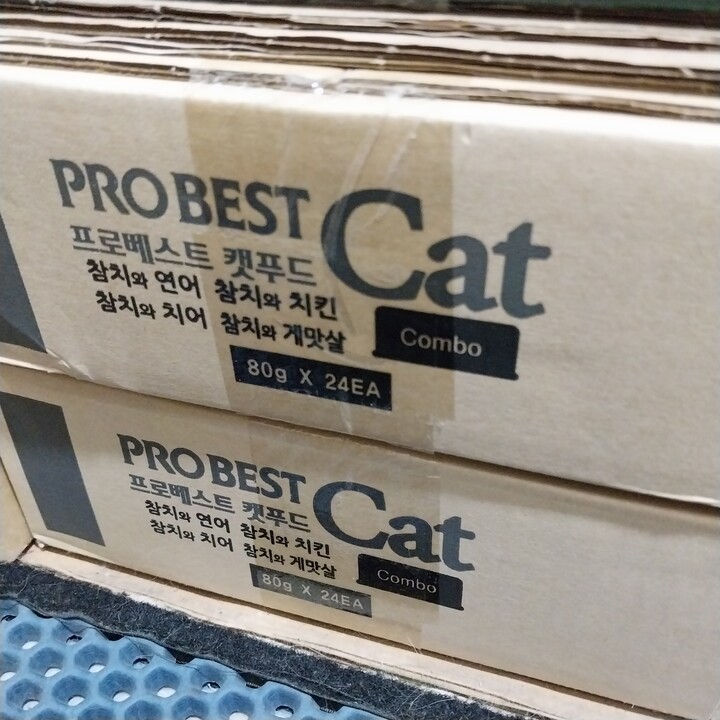 PRO BEST Cat
프로베스트 캣푸드
참치와 연어 참치와 치킨
참치와 치어 참치와 게맛살
Combo
80g X 24EA
PRO BEST Cat
프로베스트 캣푸드
참치와 연어 참치와 치킨
참치와 치어 참치와 게맛살
Combo
80g X 24EA